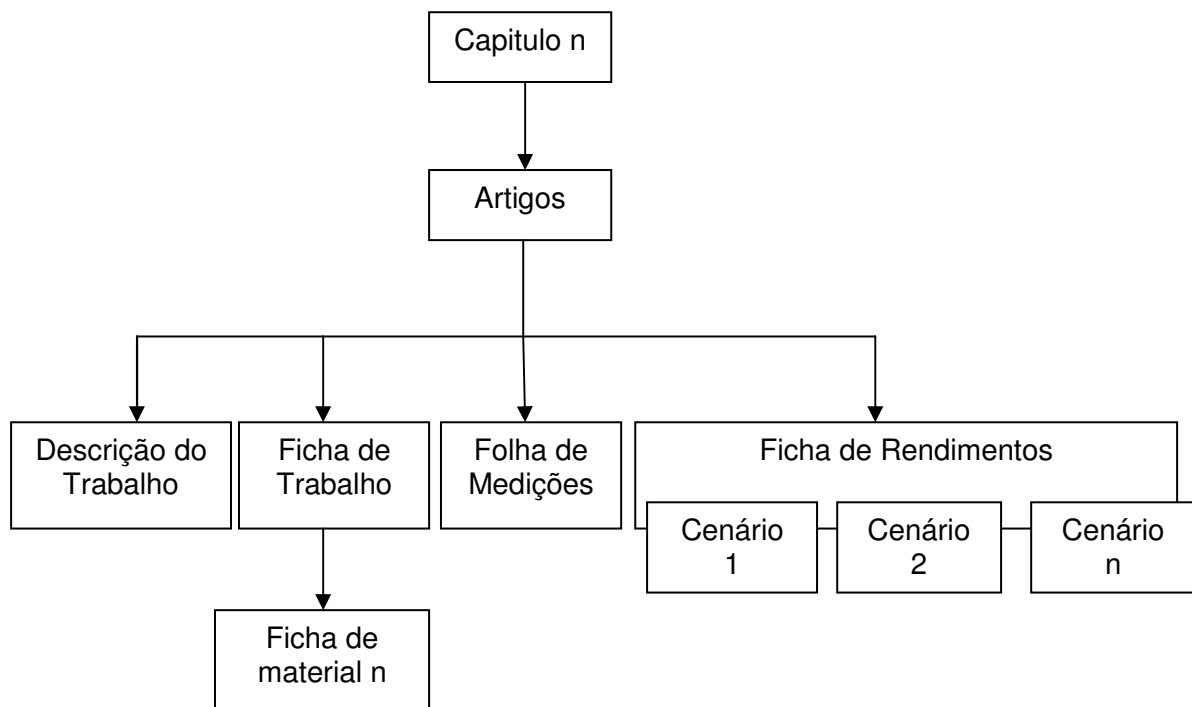 Capitulo n
Artigos
Descrição do
Trabalho
Ficha de
Trabalho
Folha de
Medições
Ficha de Rendimentos
Cenário
1
Cenário
2
Cenário
n
Ficha de
material n